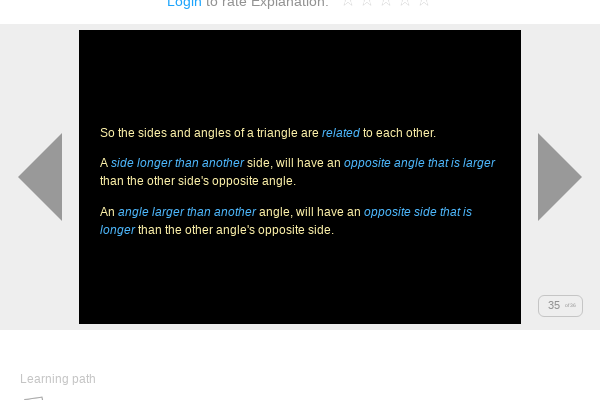 Login to rate Explanation:
So the sides and angles of a triangle are related to each other.
A side longer than another side, will have an opposite angle that is larger
than the other side's opposite angle.
An angle larger than another angle, will have an opposite side that is
longer than the other angle's opposite side.
35 of 36
Learning path